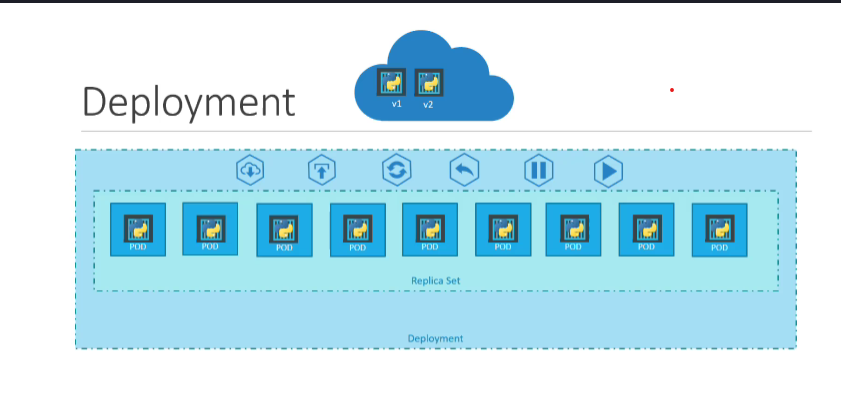 Deployment
v1 v2
POD POD POD POD POD POD POD POD POD
Replica Set
Deployment